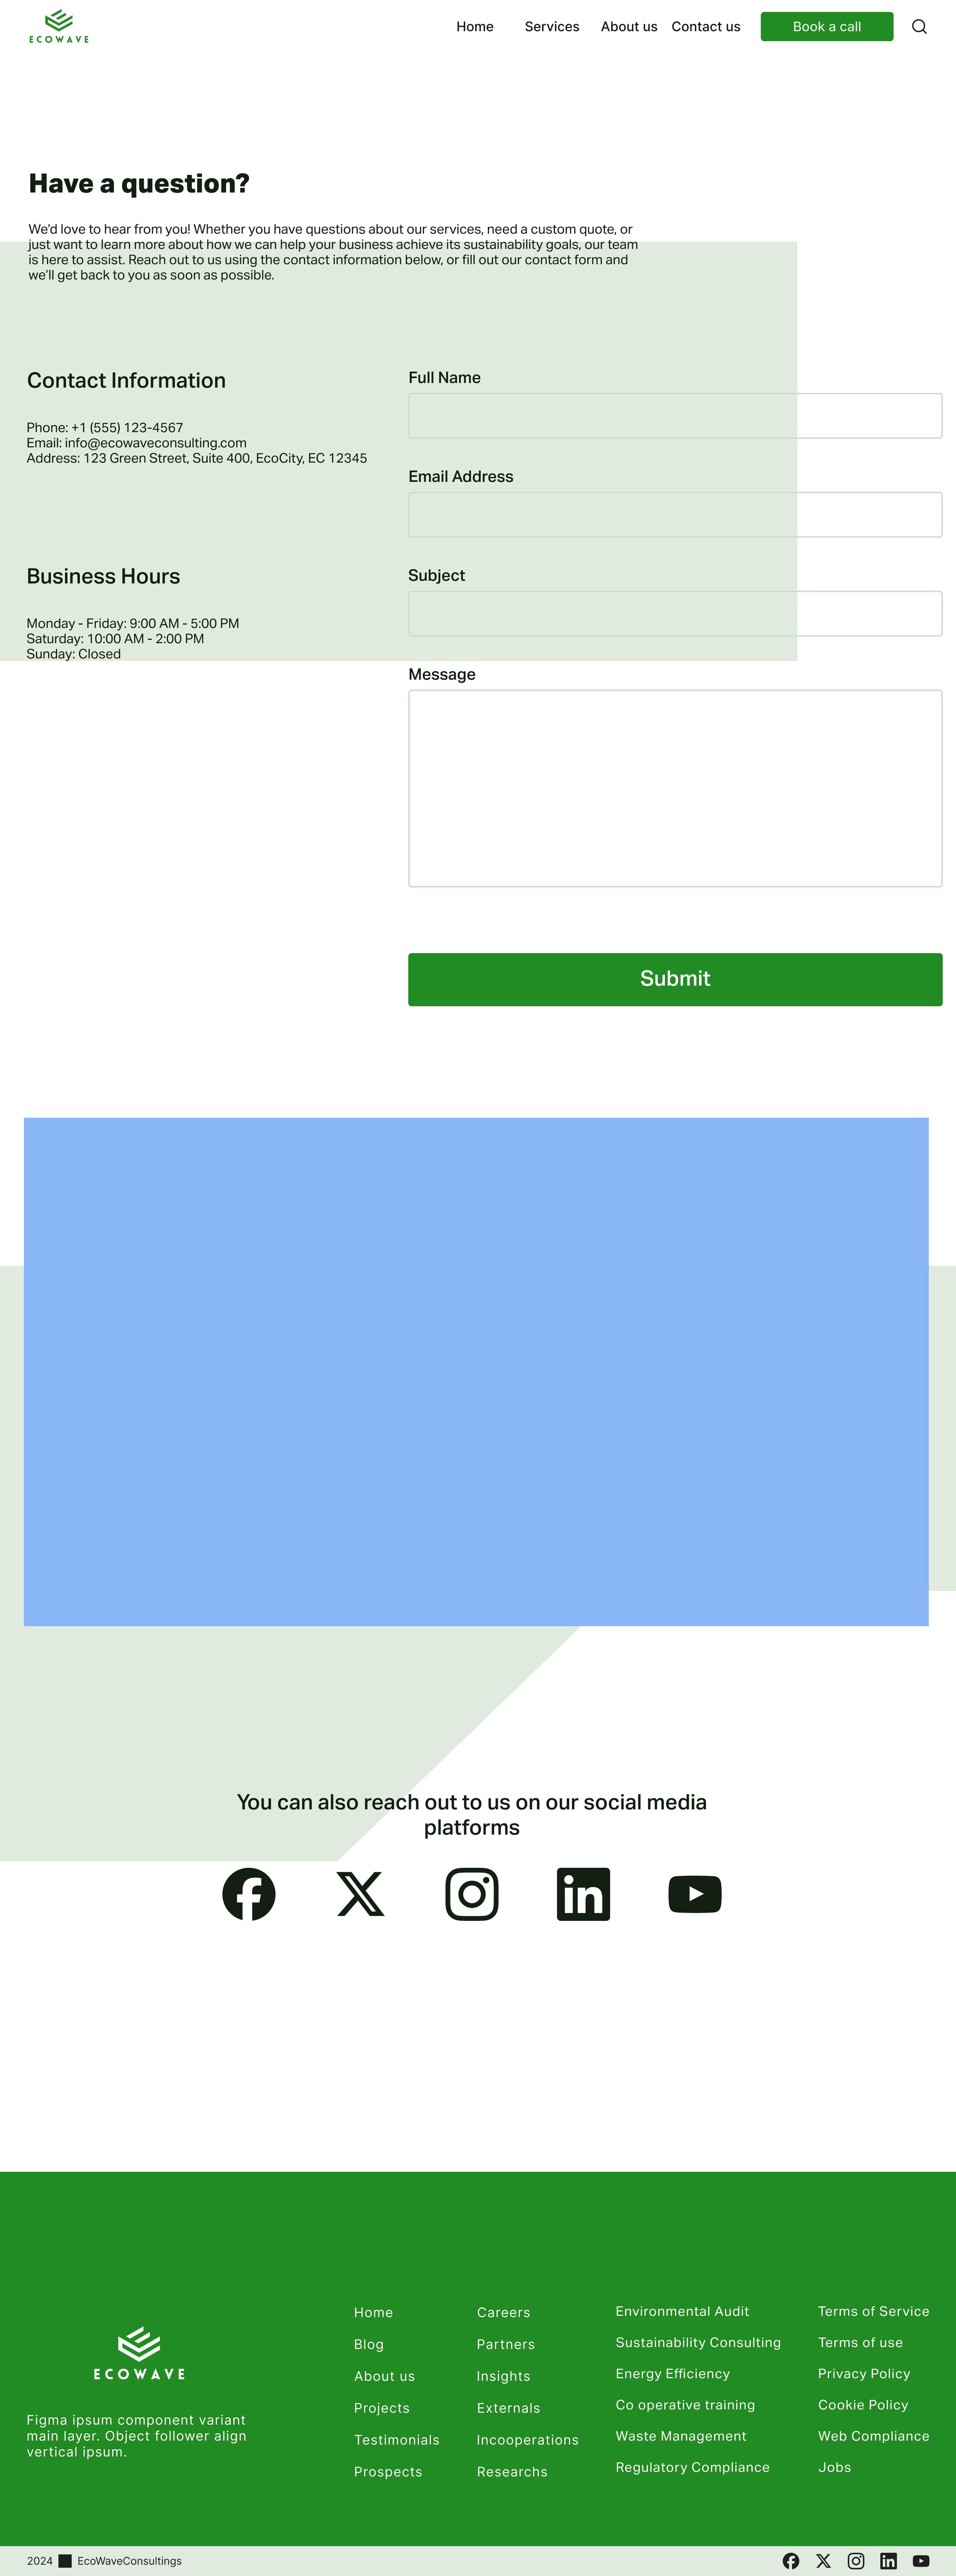 ECOWAVE
Home
Services
About us
Contact us
Book a call
Have a question?
We’d love to hear from you! Whether you have questions about our services, need a custom quote, or
just want to learn more about how we can help your business achieve its sustainability goals, our team
is here to assist. Reach out to us using the contact information below, or fill out our contact form and
we’ll get back to you as soon as possible.
Contact Information
Phone: +1 (555) 123-4567
Email: info@ecowaveconsulting.com
Address: 123 Green Street, Suite 400, EcoCity, EC 12345
Business Hours
Monday - Friday: 9:00 AM - 5:00 PM
Saturday: 10:00 AM - 2:00 PM
Sunday: Closed
Full Name
Email Address
Subject
Message
Submit
You can also reach out to us on our social media
platforms
ECOWAVE
Figma ipsum component variant
main layer. Object follower align
vertical ipsum.
Home
Blog
About us
Projects
Testimonials
Prospects
Careers
Partners
Insights
Externals
Incooperations
Researchs
Environmental Audit
Sustainability Consulting
Energy Efficiency
Co operative training
Waste Management
Regulatory Compliance
Terms of Service
Terms of use
Privacy Policy
Cookie Policy
Web Compliance
Jobs
2024 EcoWaveConsultings